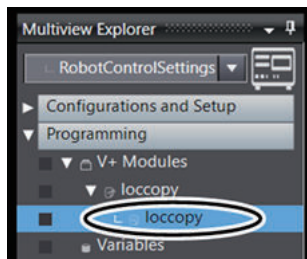 Multiview Explorer
RobotControlSettings
Configurations and Setup
Programming
V+ Modules
loccopy
loccopy
Variables